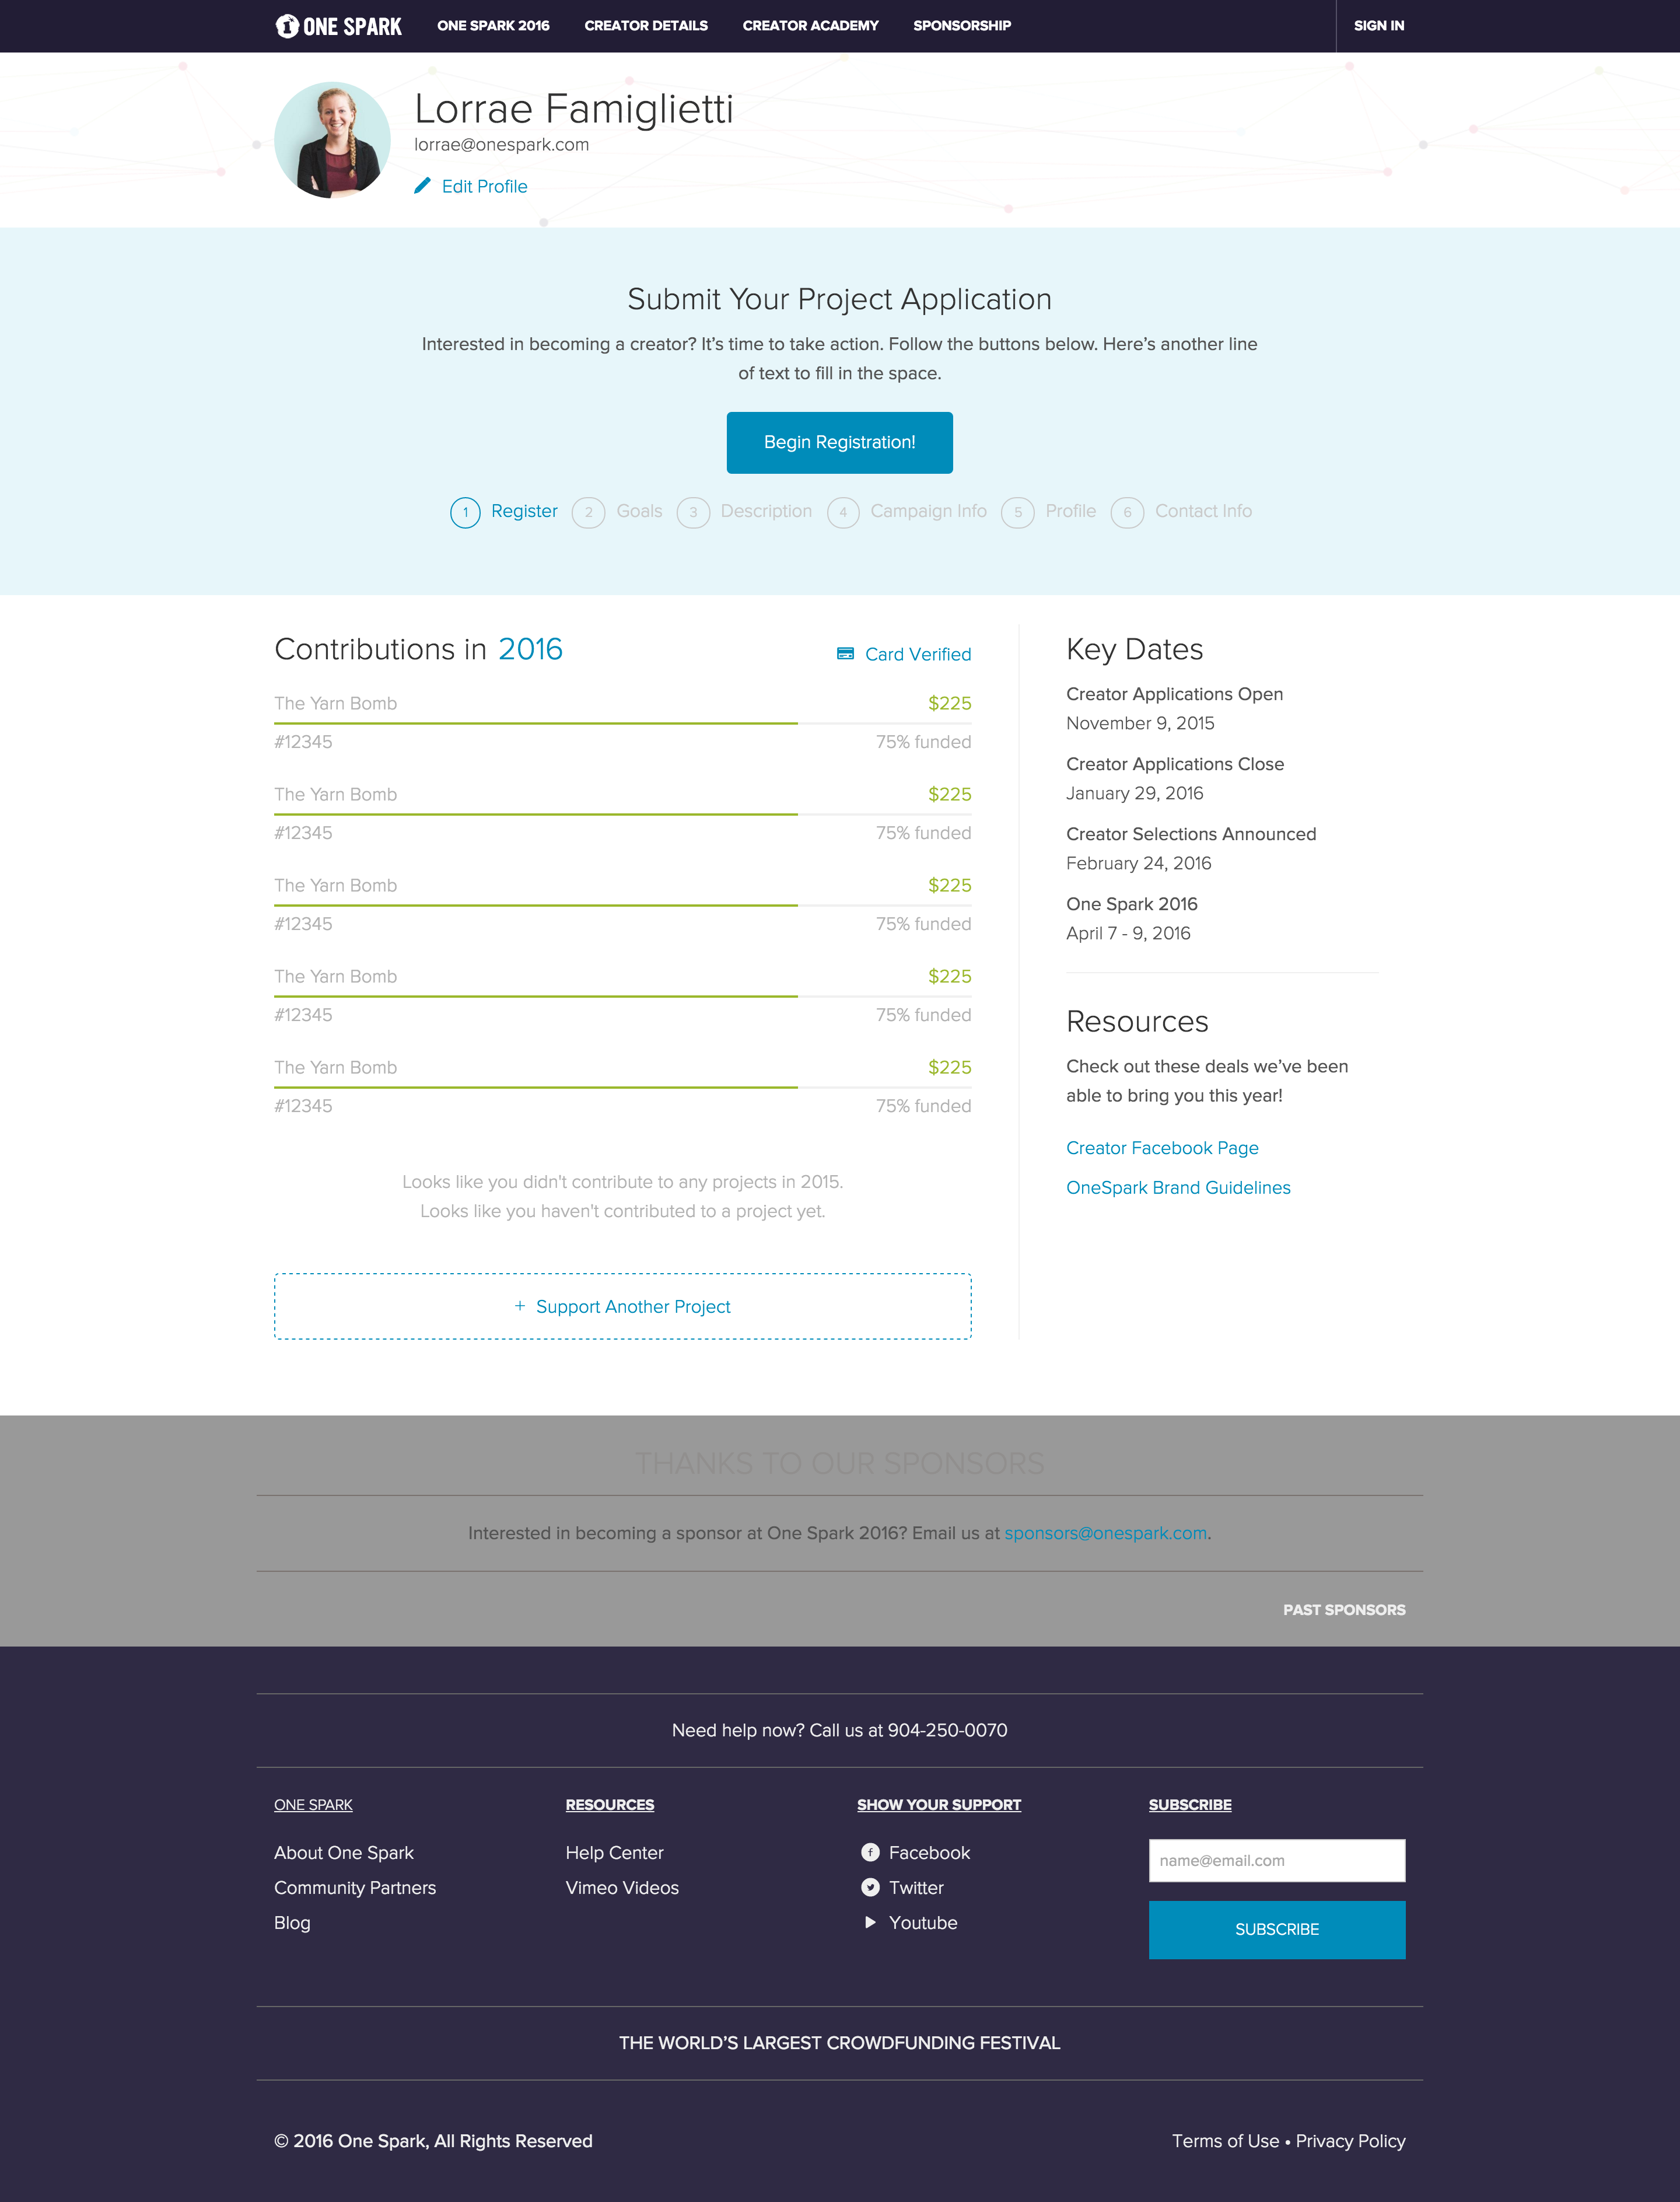 ONE SPARK
ONE SPARK 2016
CREATOR DETAILS
CREATOR ACADEMY
SPONSORSHIP
SIGN IN
Lorrae Famiglietti
lorrae@onespark.com
Edit Profile
Submit Your Project Application
Interested in becoming a creator? It’s time to take action. Follow the buttons below. Here’s another line
of text to fill in the space.
Begin Registration!
1 Register 2 Goals 3 Description 4 Campaign Info 5 Profile 6 Contact Info
Contributions in 2016
Card Verified
The Yarn Bomb $225
#12345 75% funded
The Yarn Bomb $225
#12345 75% funded
The Yarn Bomb $225
#12345 75% funded
The Yarn Bomb $225
#12345 75% funded
The Yarn Bomb $225
#12345 75% funded
Looks like you didn't contribute to any projects in 2015.
Looks like you haven't contributed to a project yet.
+ Support Another Project
Key Dates
Creator Applications Open
November 9, 2015
Creator Applications Close
January 29, 2016
Creator Selections Announced
February 24, 2016
One Spark 2016
April 7 - 9, 2016
Resources
Check out these deals we’ve been
able to bring you this year!
Creator Facebook Page
OneSpark Brand Guidelines
THANKS TO OUR SPONSORS
Interested in becoming a sponsor at One Spark 2016? Email us at sponsors@onespark.com.
PAST SPONSORS
Need help now? Call us at 904-250-0070
ONE SPARK
About One Spark
Community Partners
Blog
RESOURCES
Help Center
Vimeo Videos
SHOW YOUR SUPPORT
Facebook
Twitter
Youtube
SUBSCRIBE
name@email.com
SUBSCRIBE
THE WORLD’S LARGEST CROWDFUNDING FESTIVAL
© 2016 One Spark, All Rights Reserved
Terms of Use • Privacy Policy